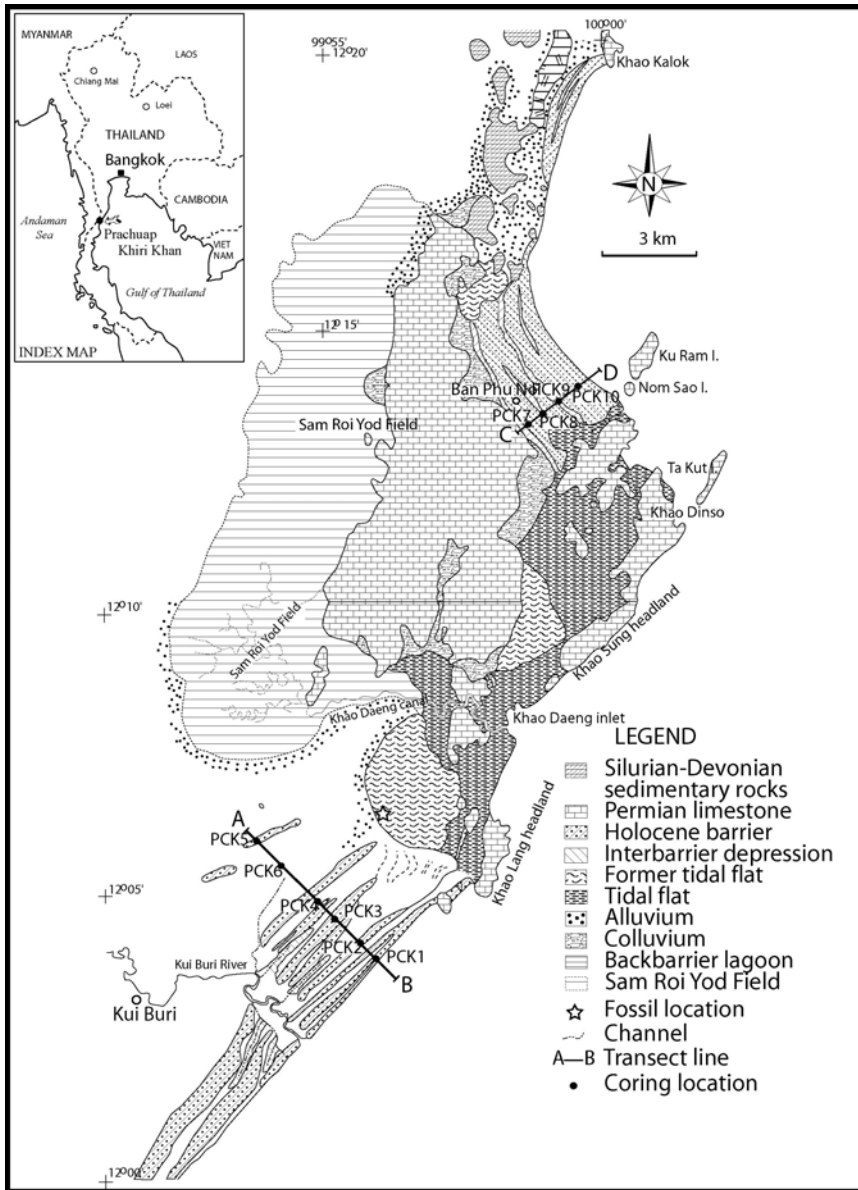 MYANMAR
LAOS
Chiang Mai
Loei
THAILAND
Bangkok
CAMBODIA
Andaman
Sea
Prachuap
Khiri Khan
VIET
NAM
Gulf of Thailand
INDEX MAP
99°55'
12°20'
100°00'
Khao Kalok
N
3 km
12° 15'
Ku Ram I.
D
Ban Phu N
PCK9
Nom Sao I.
PCK10
PCK7
PCK8
C
Sam Roi Yod Field
Ta Kut I.
Khao Dinso
12°10'
Sam Roi Yod Field
Khao Sung headland
Khao Daeng canal
Khao Daeng inlet
LEGEND
Silurian-Devonian
sedimentary rocks
Permian limestone
Holocene barrier
Interbarrier depression
Former tidal flat
Tidal flat
Alluvium
Colluvium
Backbarrier lagoon
Sam Roi Yod Field
Fossil location
Channel
A—B Transect line
Coring location
Khao Lang headland
A
PCK5
PCK6
12°05'
PCK4
PCK3
PCK2
PCK1
B
Kui Buri River
Kui Buri
12°00'